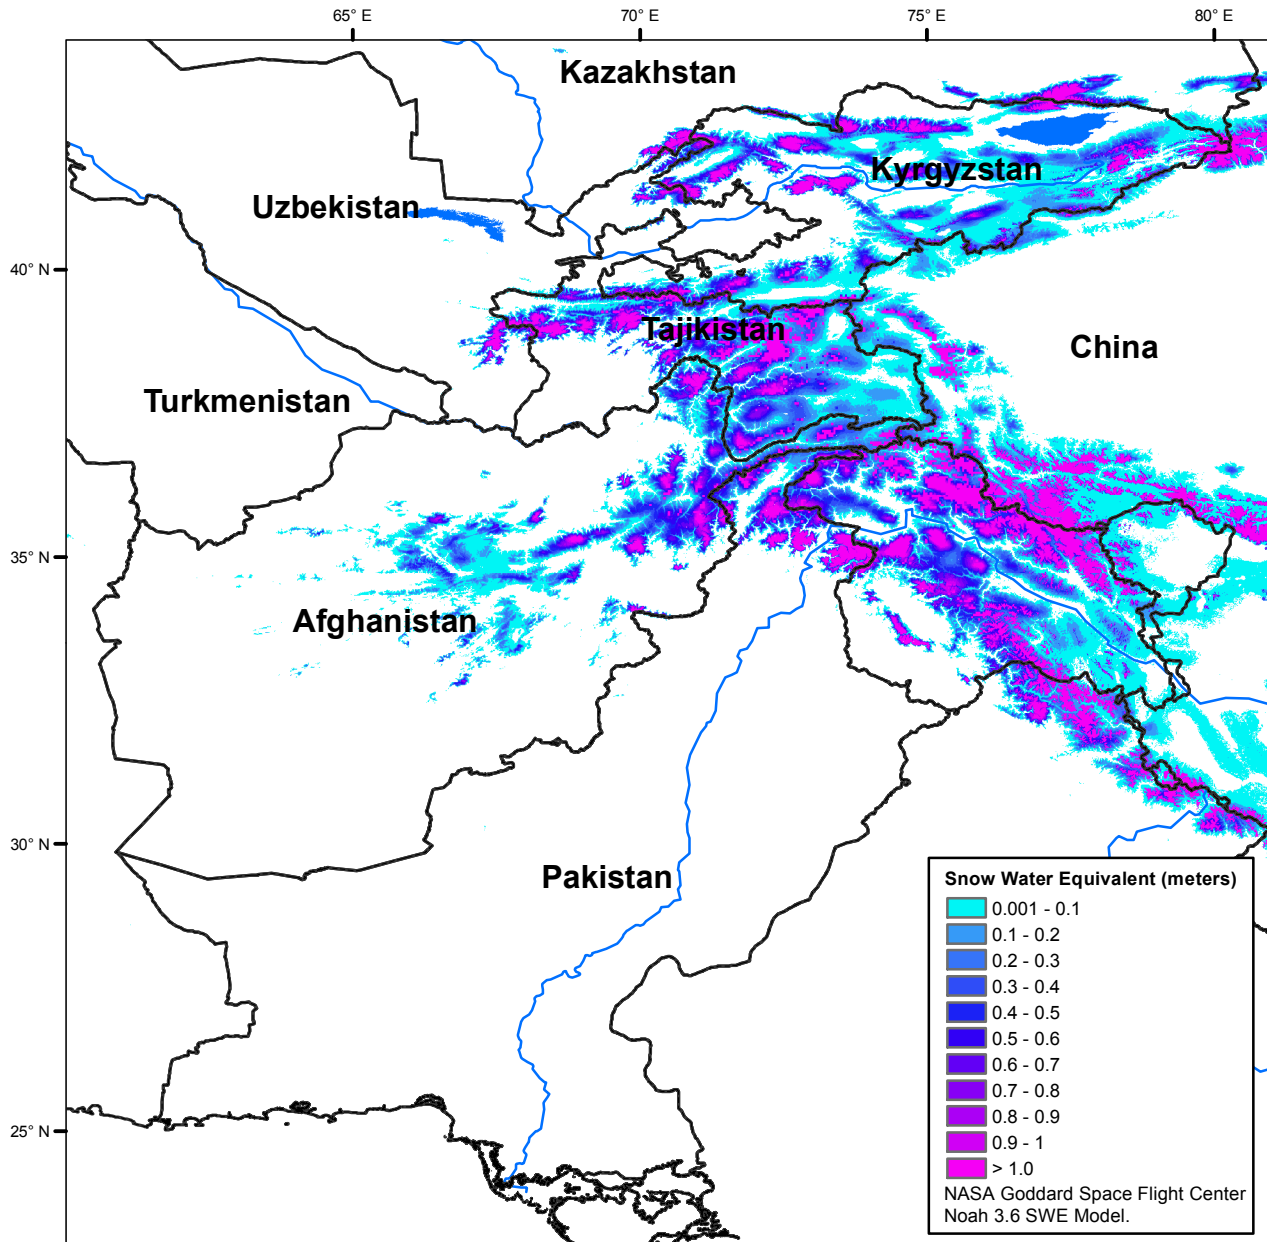 65° E
70° E
75° E
80° E
Kazakhstan
Kyrgyzstan
Uzbekistan
40° N
Tajikistan
China
Turkmenistan
35° N
Afghanistan
30° N
Pakistan
25° N
Snow Water Equivalent (meters)
0.001 - 0.1
0.1 - 0.2
0.2 - 0.3
0.3 - 0.4
0.4 - 0.5
0.5 - 0.6
0.6 - 0.7
0.7 - 0.8
0.8 - 0.9
0.9 - 1
> 1.0
NASA Goddard Space Flight Center
Noah 3.6 SWE Model.